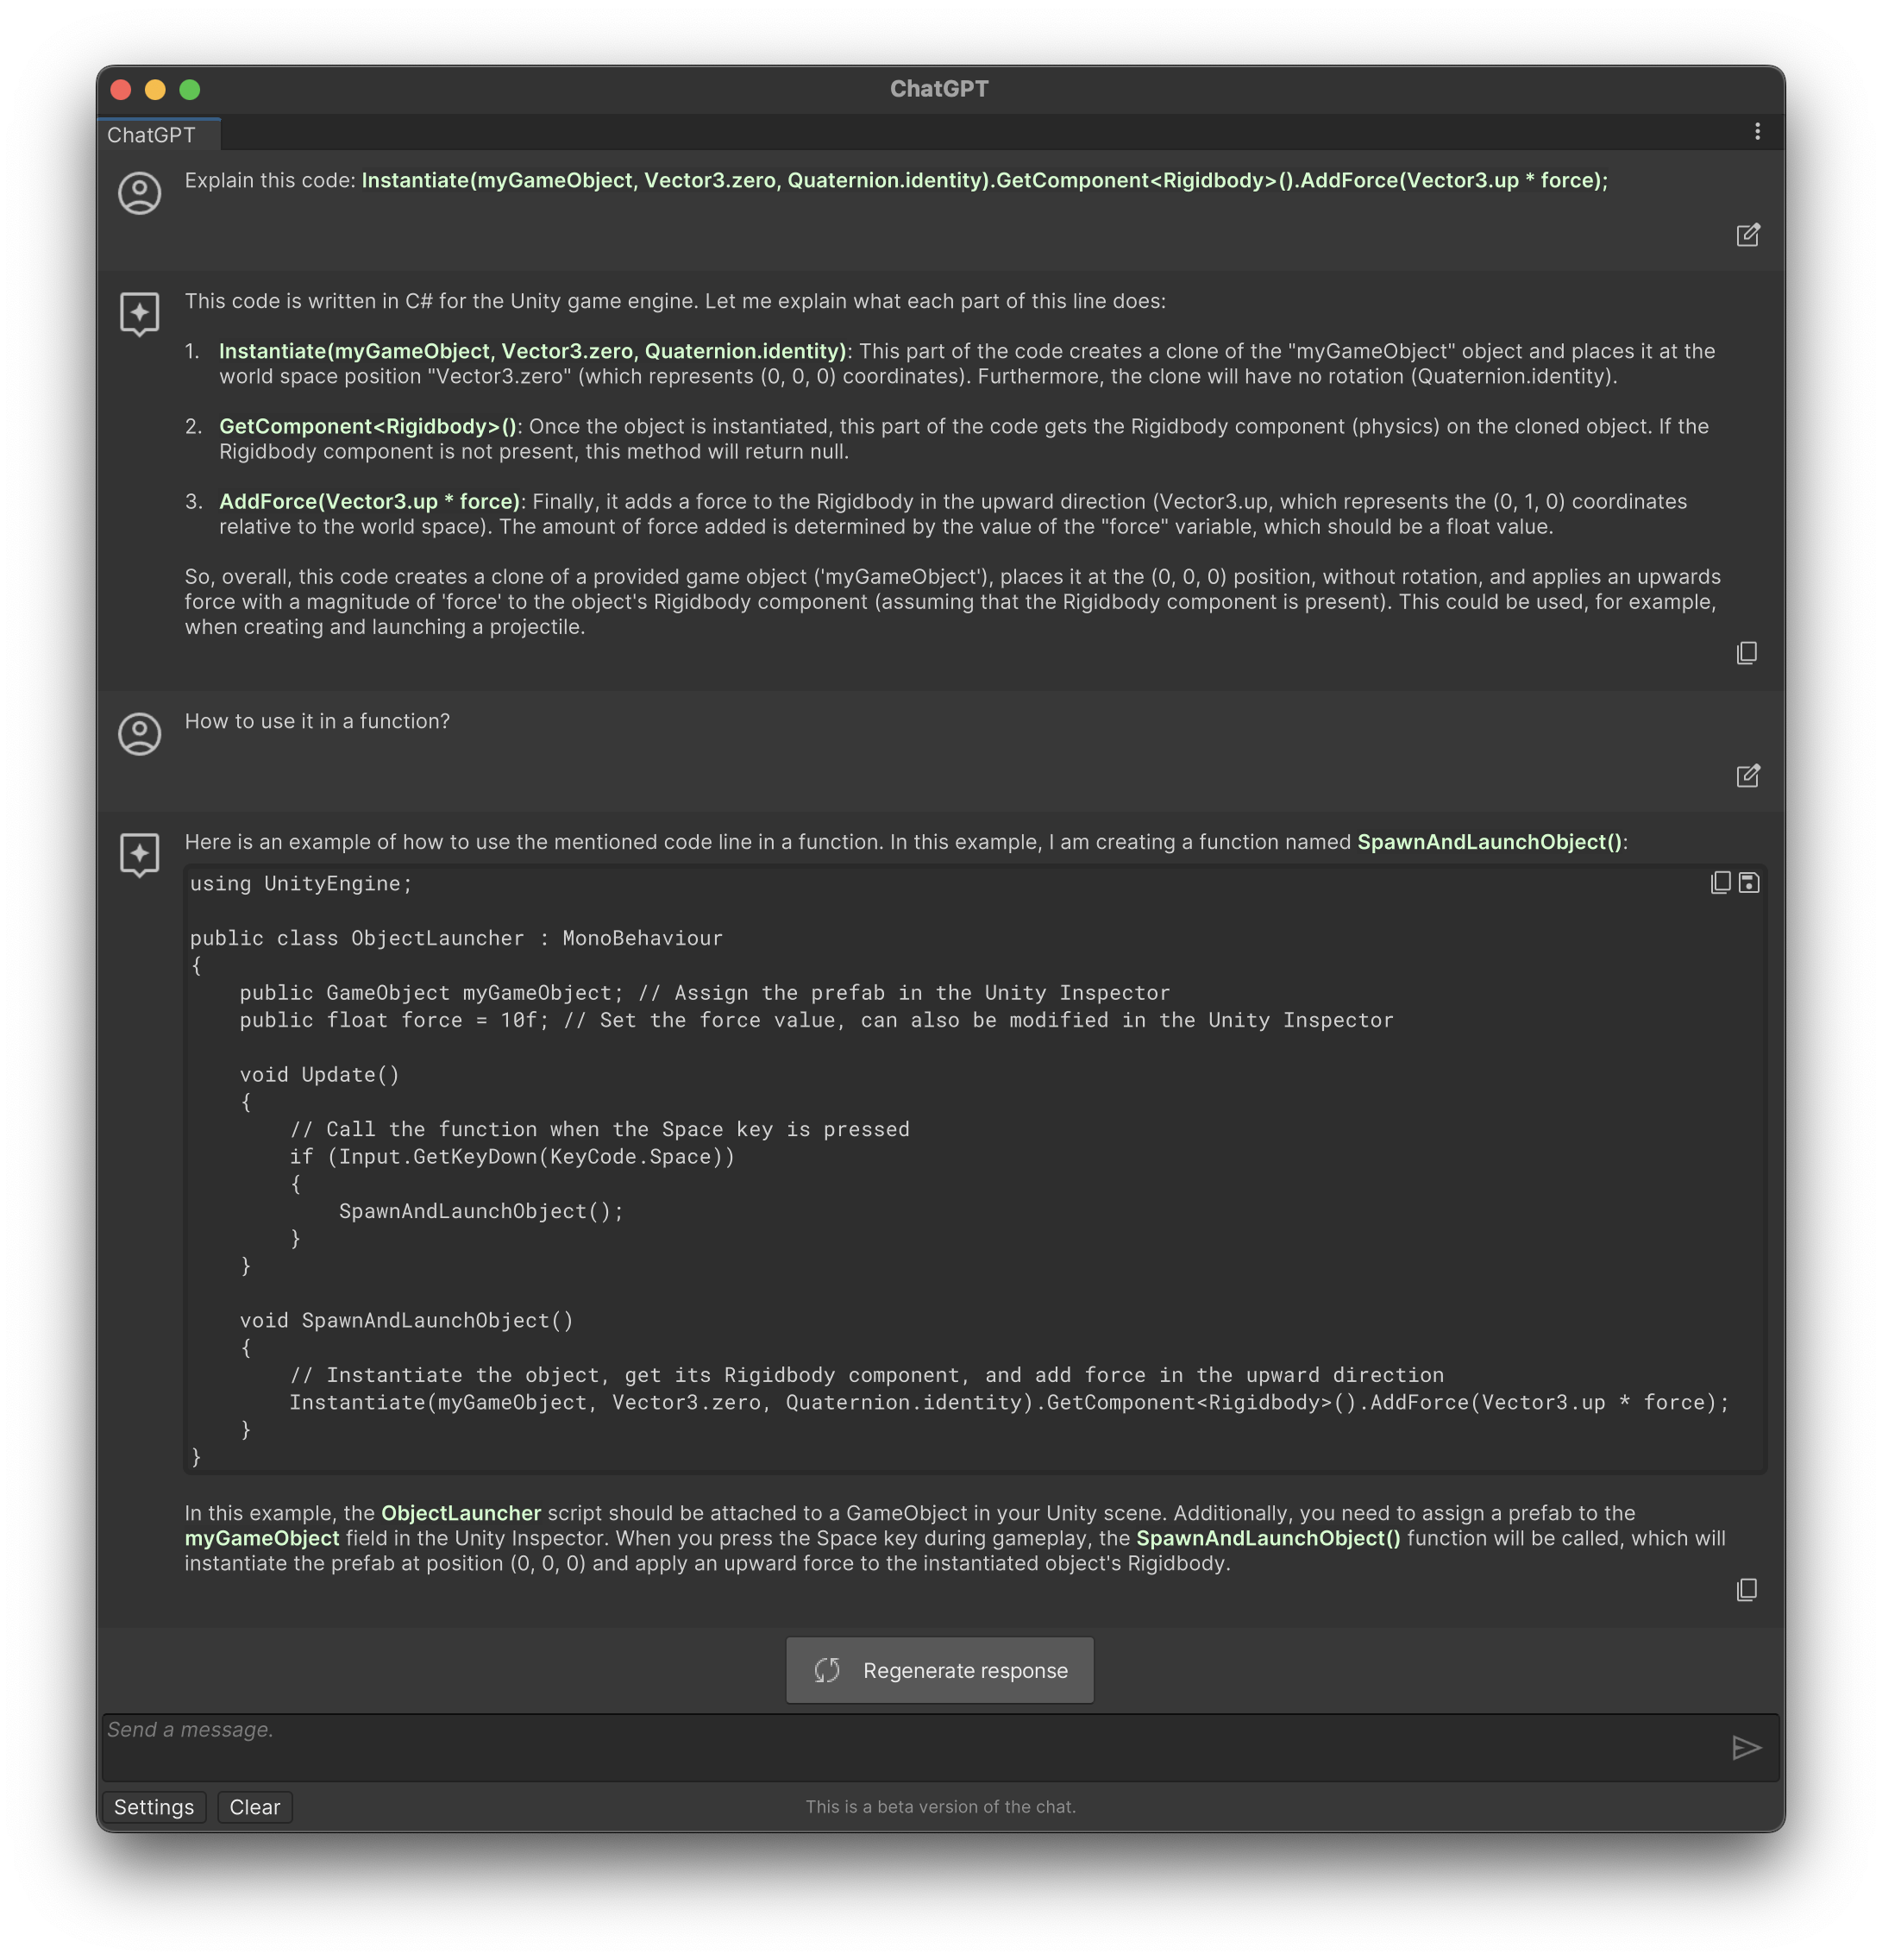 ChatGPT
ChatGPT
Explain this code: Instantiate(myGameObject, Vector3.zero, Quaternion.identity).GetComponent<Rigidbody>().AddForce(Vector3.up * force);
This code is written in C# for the Unity game engine. Let me explain what each part of this line does:
1. Instantiate(myGameObject, Vector3.zero, Quaternion.identity): This part of the code creates a clone of the "myGameObject" object and places it at the
world space position "Vector3.zero" (which represents (0, 0, 0) coordinates). Furthermore, the clone will have no rotation (Quaternion.identity).
2. GetComponent<Rigidbody>(): Once the object is instantiated, this part of the code gets the Rigidbody component (physics) on the cloned object. If the
Rigidbody component is not present, this method will return null.
3. AddForce(Vector3.up * force): Finally, it adds a force to the Rigidbody in the upward direction (Vector3.up, which represents the (0, 1, 0) coordinates
relative to the world space). The amount of force added is determined by the value of the "force" variable, which should be a float value.
So, overall, this code creates a clone of a provided game object ('myGameObject'), places it at the (0, 0, 0) position, without rotation, and applies an upwards
force with a magnitude of 'force' to the object's Rigidbody component (assuming that the Rigidbody component is present). This could be used, for example,
when creating and launching a projectile.
How to use it in a function?
Here is an example of how to use the mentioned code line in a function. In this example, I am creating a function named SpawnAndLaunchObject():
using UnityEngine;
public class ObjectLauncher : MonoBehaviour
{
    public GameObject myGameObject; // Assign the prefab in the Unity Inspector
    public float force = 10f; // Set the force value, can also be modified in the Unity Inspector
    void Update()
    {
        // Call the function when the Space key is pressed
        if (Input.GetKeyDown(KeyCode.Space))
        {
            SpawnAndLaunchObject();
        }
    }
    void SpawnAndLaunchObject()
    {
        // Instantiate the object, get its Rigidbody component, and add force in the upward direction
        Instantiate(myGameObject, Vector3.zero, Quaternion.identity).GetComponent<Rigidbody>().AddForce(Vector3.up * force);
    }
}
In this example, the ObjectLauncher script should be attached to a GameObject in your Unity scene. Additionally, you need to assign a prefab to the
myGameObject field in the Unity Inspector. When you press the Space key during gameplay, the SpawnAndLaunchObject() function will be called, which will
instantiate the prefab at position (0, 0, 0) and apply an upward force to the instantiated object's Rigidbody.
Regenerate response
Send a message.
Settings Clear This is a beta version of the chat.